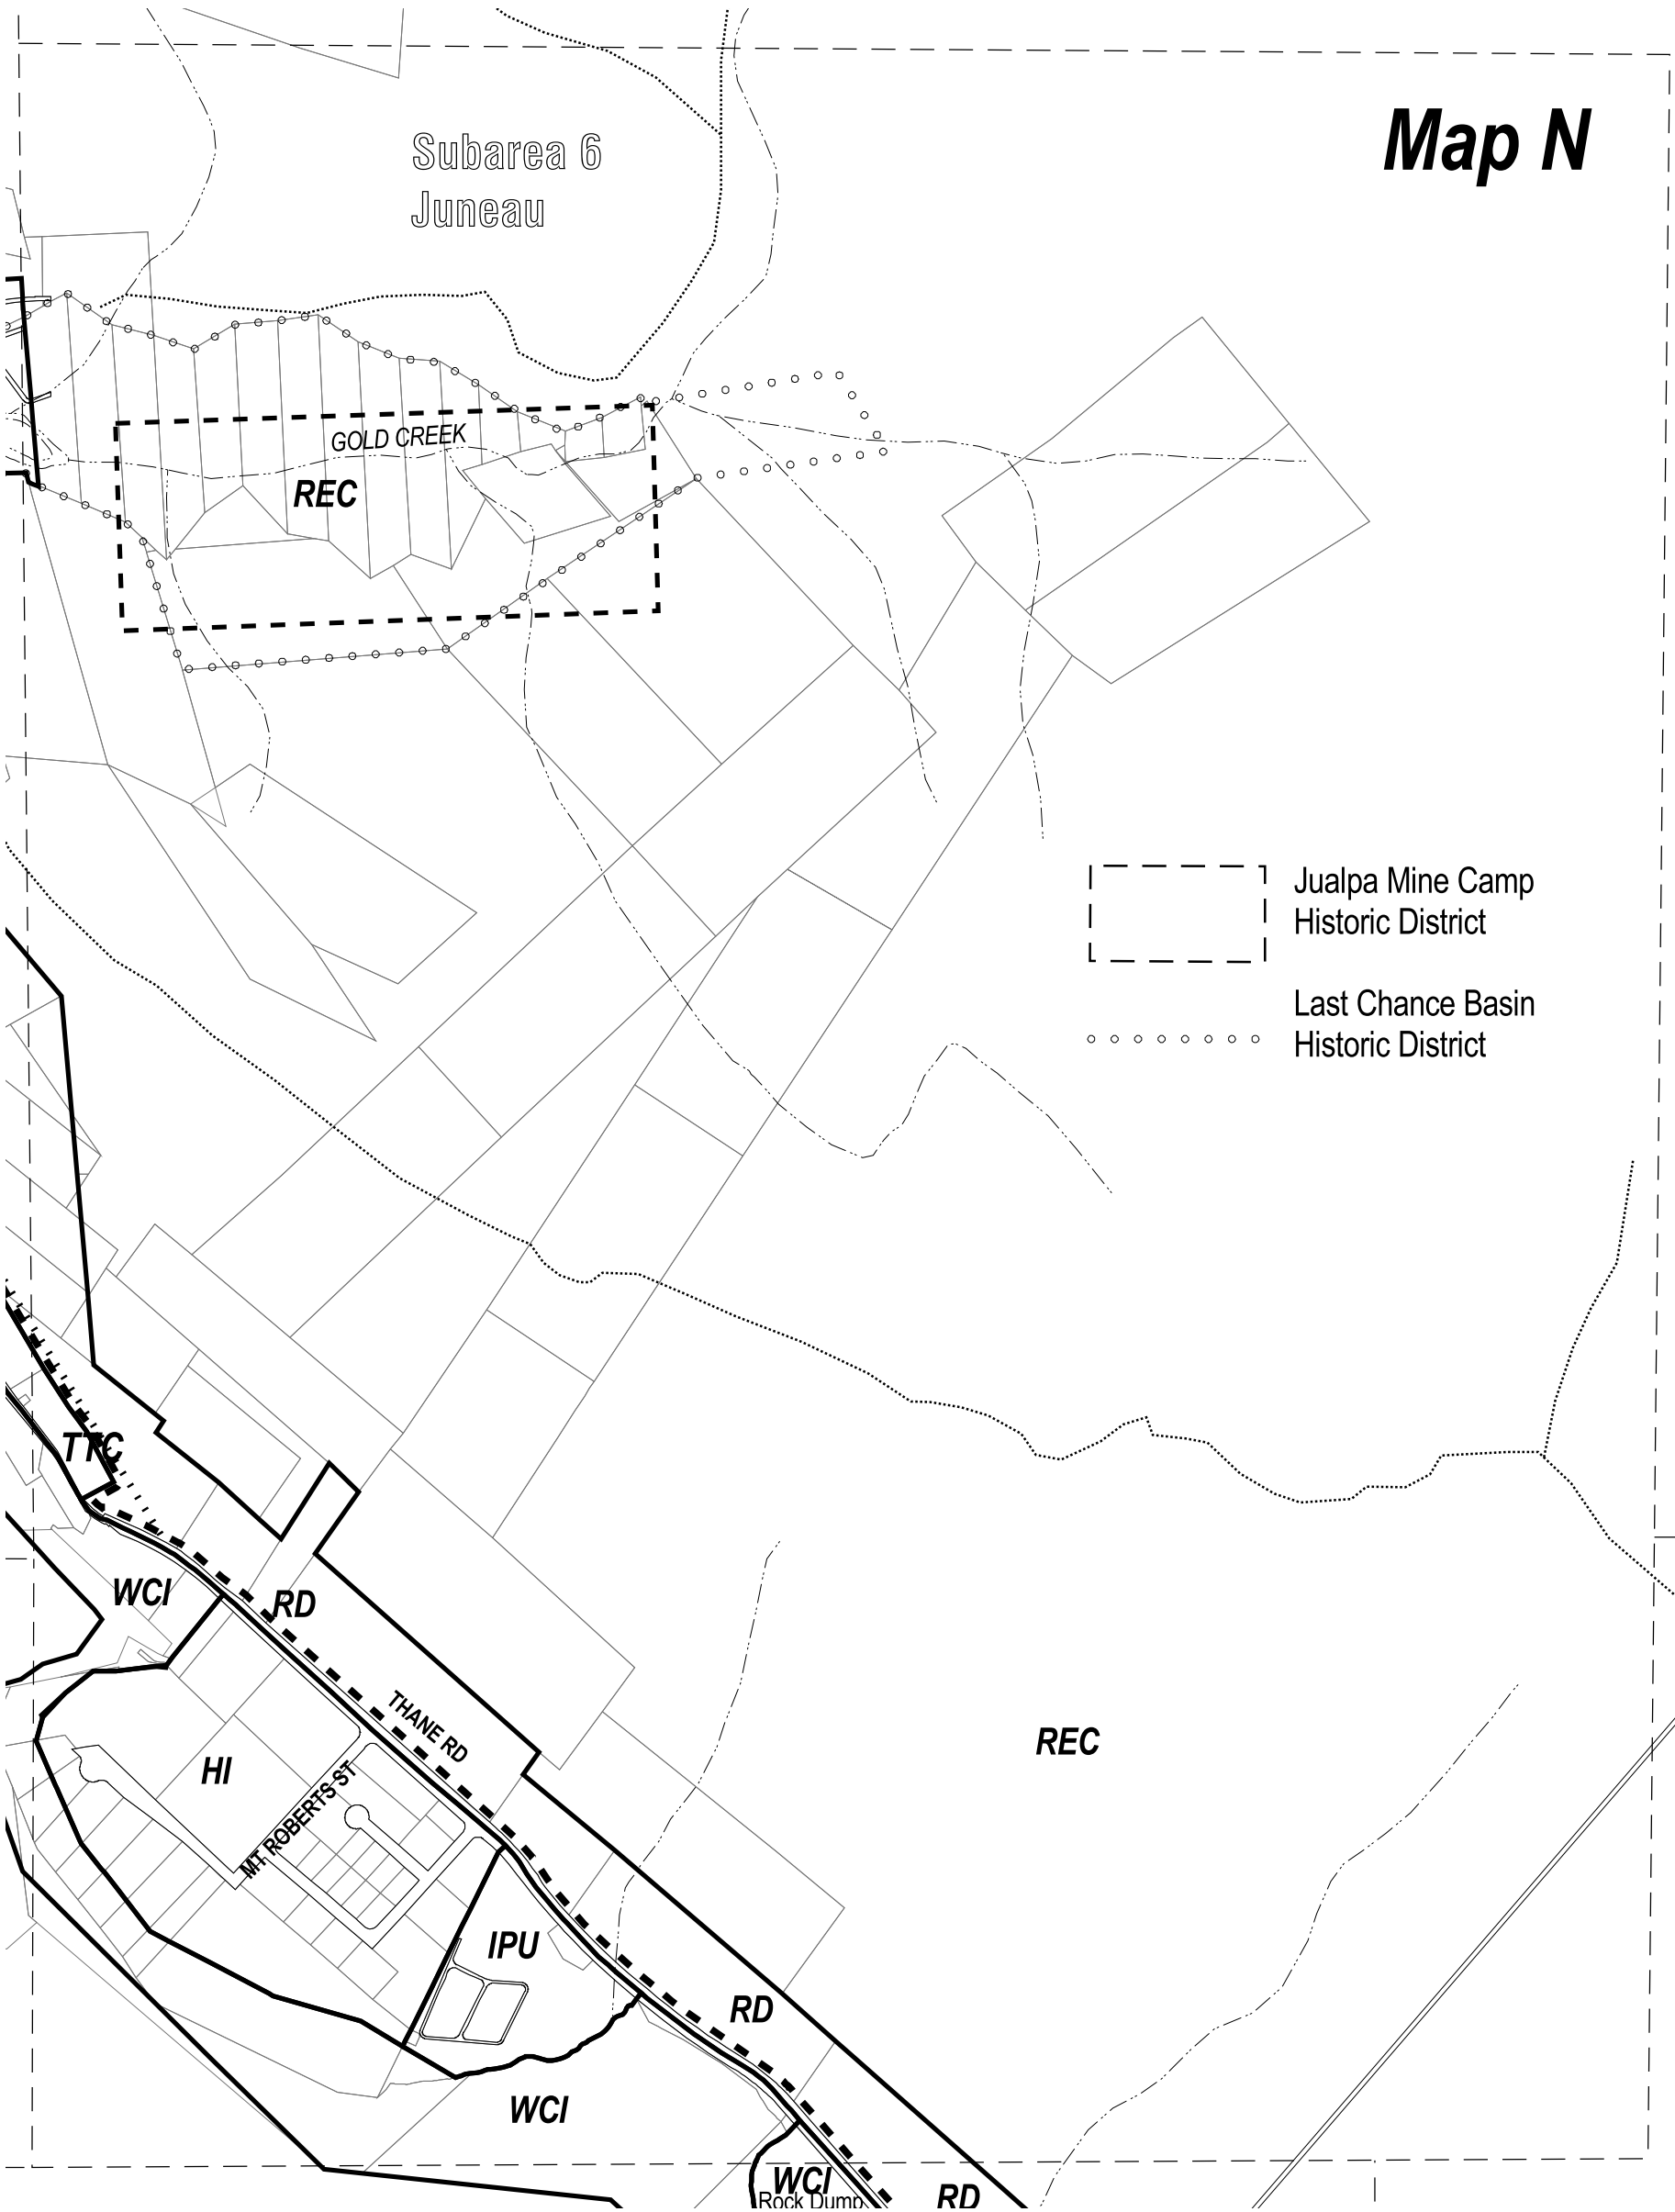 Map N
Subarea 6
Juneau
GOLD CREEK
REC
Jualpa Mine Camp
Historic District
Last Chance Basin
Historic District
TTC
WCI
RD
THANE RD
REC
HI
MT ROBERTS ST
IPU
RD
WCI
WCI
Rock Dump
RD